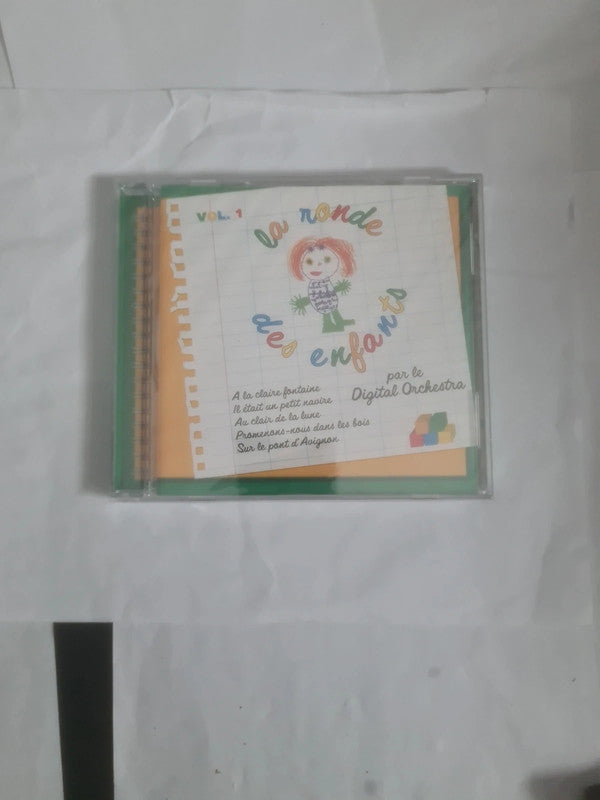 VOL. 1
la ronde
des enfants
par le
Digital Orchestra
A la claire fontaine
Il était un petit navire
Au clair de la lune
Promenons-nous dans les bois
Sur le pont d'Avignon